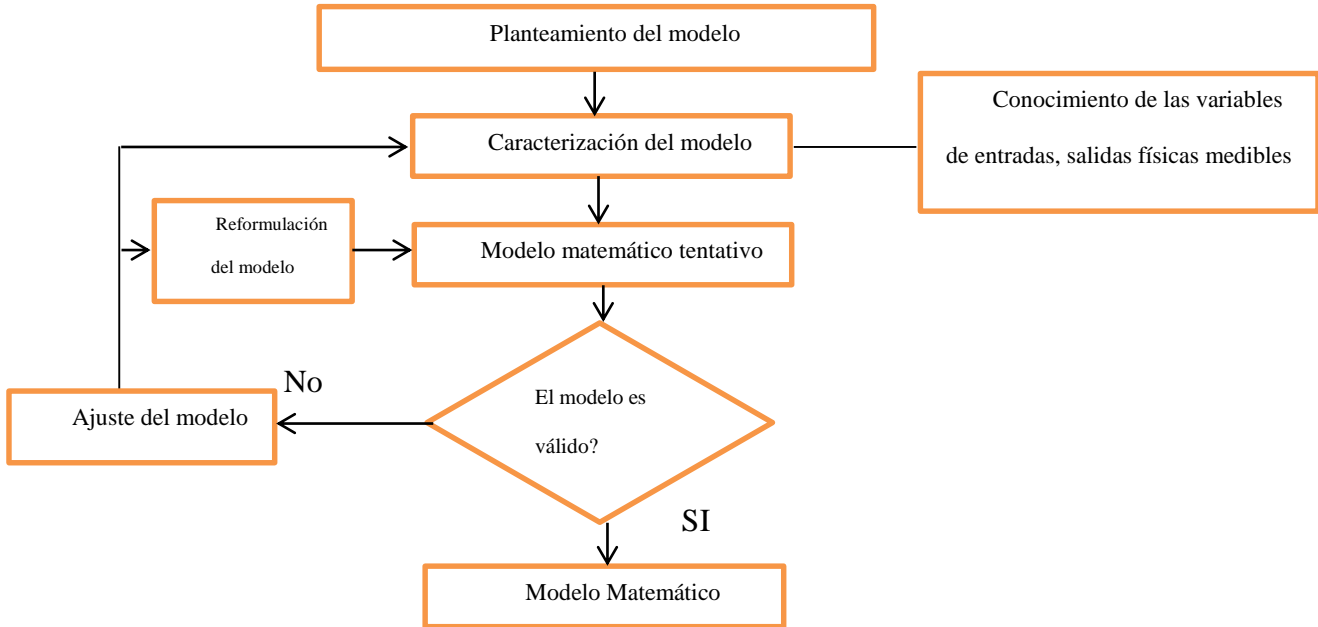 Planteamiento del modelo
Caracterización del modelo
Conocimiento de las variables
de entradas, salidas físicas medibles
Reformulación
del modelo
Modelo matemático tentativo
No
Ajuste del modelo
El modelo es
válido?
SI
Modelo Matemático